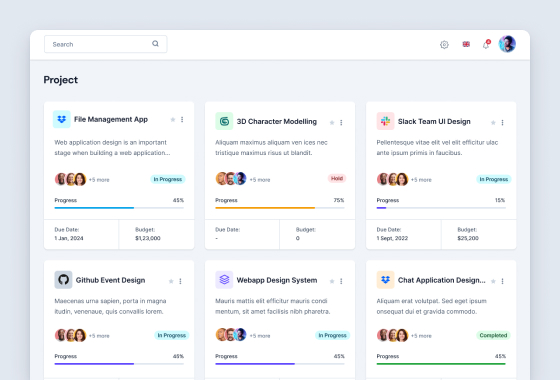 Search
Project
File Management App
Web application design is an important
stage when building a web application...
+5 more
In Progress
Progress
45%
Due Date:
1 Jan, 2024
Budget:
$1,23,000
3D Character Modelling
Aliquam maximus aliquam ven ices nec
tristique maximus risus ut blandit.
+5 more
Hold
Progress
75%
Due Date:
-
Budget:
0
Slack Team UI Design
Pellentesque vitae elit vel elit efficitur ulac
ante ipsum primis in faucibus.
+5 more
In Progress
Progress
15%
Due Date:
1 Sept, 2022
Budget:
$25,200
Github Event Design
Maecenas urna sapien, porta in magna
itudin, venenaue, quis convallis lorem.
+5 more
In Progress
Progress
45%
Webapp Design System
Mauris mattis elit efficitur mauris condi
mentum, sit amet facilisis nibh pharetra.
+5 more
In Progress
Progress
45%
Chat Application Design...
Aliquam erat volutpat. Sed eget ipsum
onsequat dui et gravida commodo.
+5 more
Completed
Progress
45%